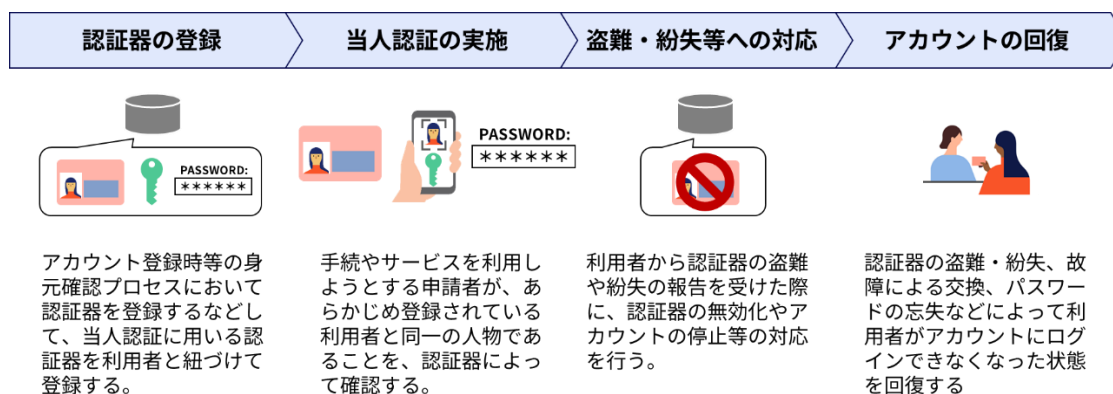 認証器の登録
当人認証の実施
盗難・紛失等への対応
アカウントの回復
PASSWORD:
******
PASSWORD:
******
アカウント登録時等の身
元確認プロセスにおいて
認証器を登録するなどし
て、当人認証に用いる認
証器を利用者と紐づけて
登録する。
手続やサービスを利用し
ようとする申請者が、あ
らかじめ登録されている
利用者と同一の人物であ
ることを、認証器によっ
て確認する。
利用者から認証器の盗難
や紛失の報告を受けた際
に、認証器の無効化やア
カウントの停止等の対応
を行う。
認証器の盗難・紛失、故
障による交換、パスワー
ドの忘失などによって利
用者がアカウントにログ
インできなくなった状態
を回復する